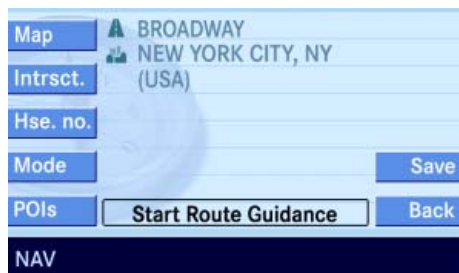 Map
BROADWAY
NEW YORK CITY, NY
Intrsct.
(USA)
Hse. no.
Mode
Save
POIs
Start Route Guidance
Back
NAV